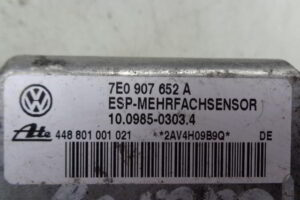 7E0 907 652 A
ESP-MEHRFACHSENSOR
10.0985-0303.4
Ate 448 801 001 021 *2AV4H09B9Q* DE